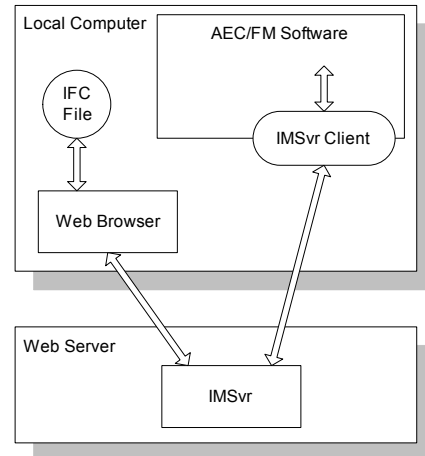 Local Computer
AEC/FM Software
IFC
File
IMSvr Client
Web Browser
Web Server
IMSvr